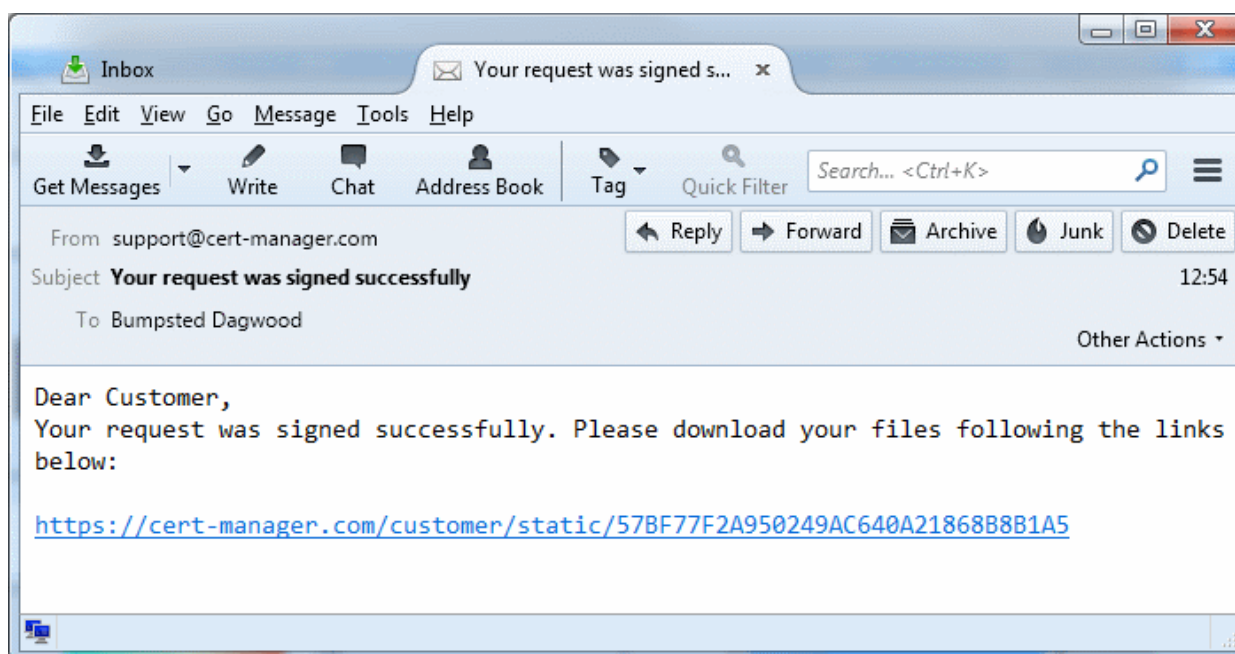 Inbox
Your request was signed s...
File Edit View Go Message Tools Help
Get Messages Write Chat Address Book Tag Quick Filter Search... <Ctrl+K>
From support@cert-manager.com Reply Forward Archive Junk Delete
Subject Your request was signed successfully 12:54
To Bumpsted Dagwood
Other Actions
Dear Customer,
Your request was signed successfully. Please download your files following the links
below:
https://cert-manager.com/customer/static/57BF77F2A950249AC640A21868B8B1A5